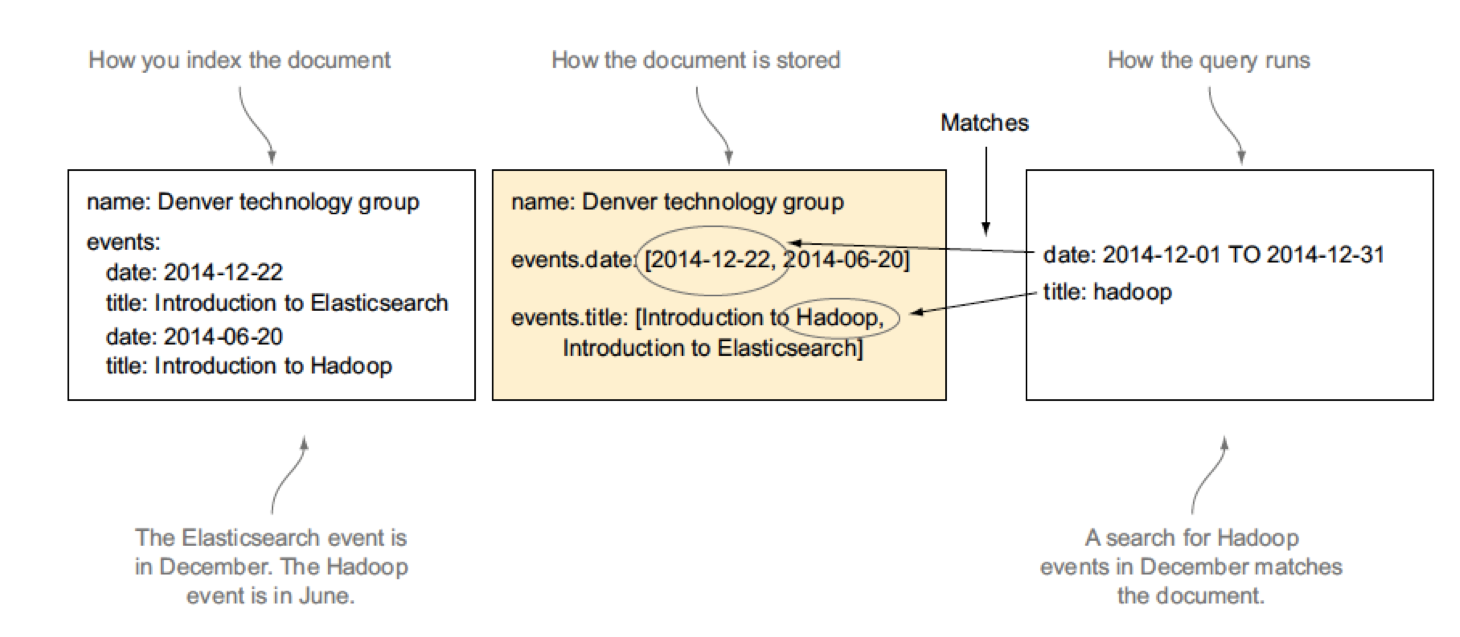 How you index the document
How the document is stored
How the query runs
Matches
name: Denver technology group
events:
date: 2014-12-22
title: Introduction to Elasticsearch
date: 2014-06-20
title: Introduction to Hadoop
name: Denver technology group
events.date: [2014-12-22, 2014-06-20]
events.title: [Introduction to Hadoop,
Introduction to Elasticsearch]
date: 2014-12-01 TO 2014-12-31
title: hadoop
The Elasticsearch event is
in December. The Hadoop
event is in June.
A search for Hadoop
events in December matches
the document.